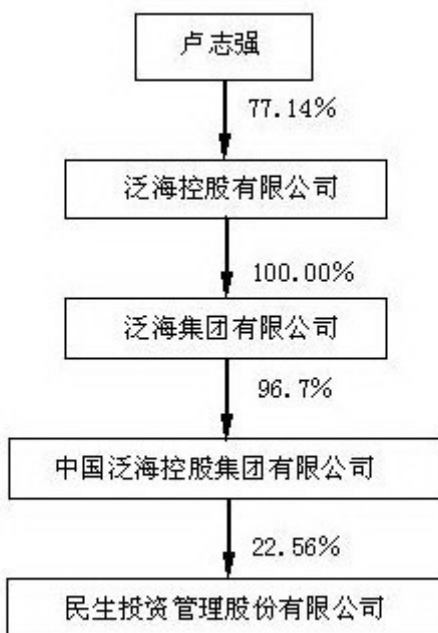 卢志强
77.14%
泛海控股有限公司
100.00%
泛海集团有限公司
96.7%
中国泛海控股集团有限公司
22.56%
民生投资管理股份有限公司